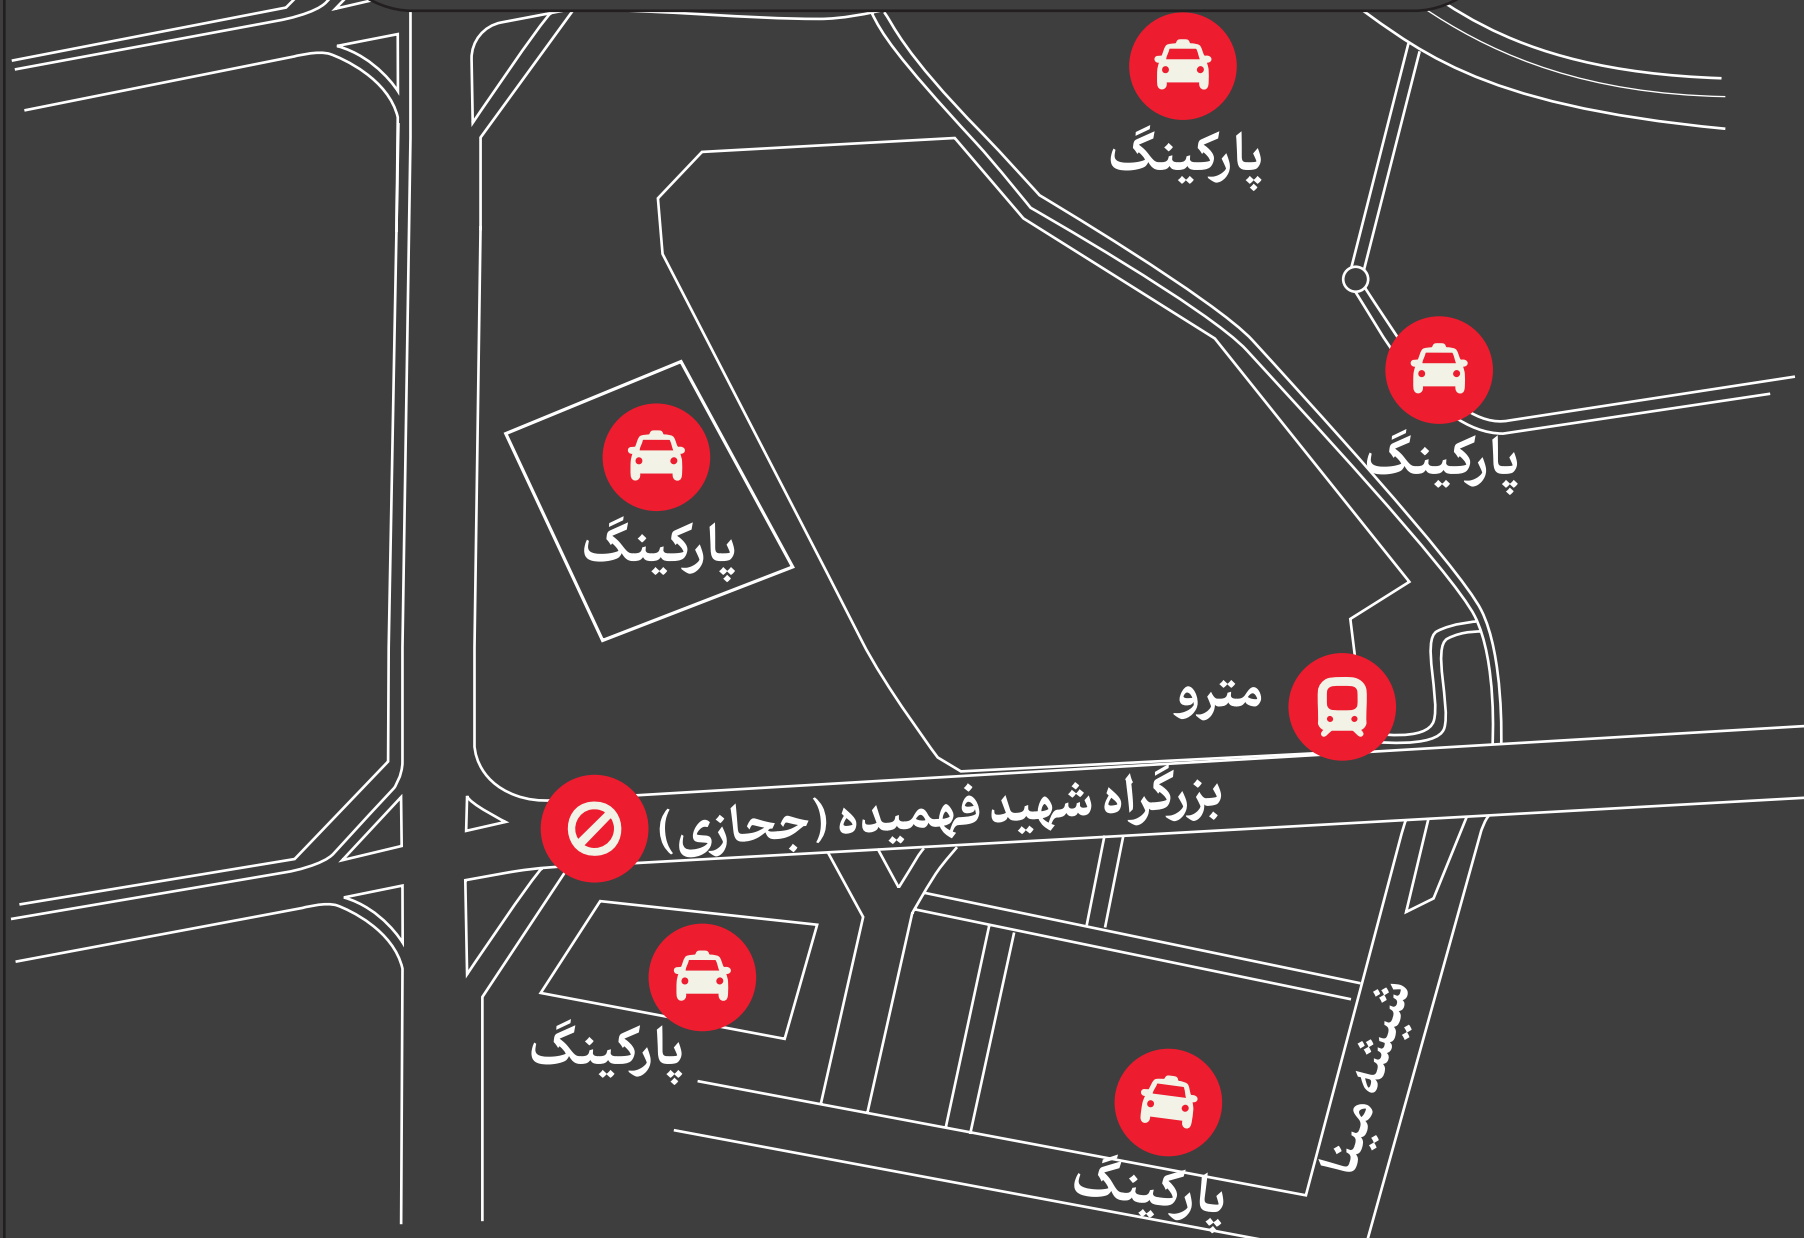 پارکینگ
پارکینگ
پارکینگ
مترو
بزرگراه شهید فهمیده (جحازی)
شیشه مینا
پارکینگ
پارکینگ